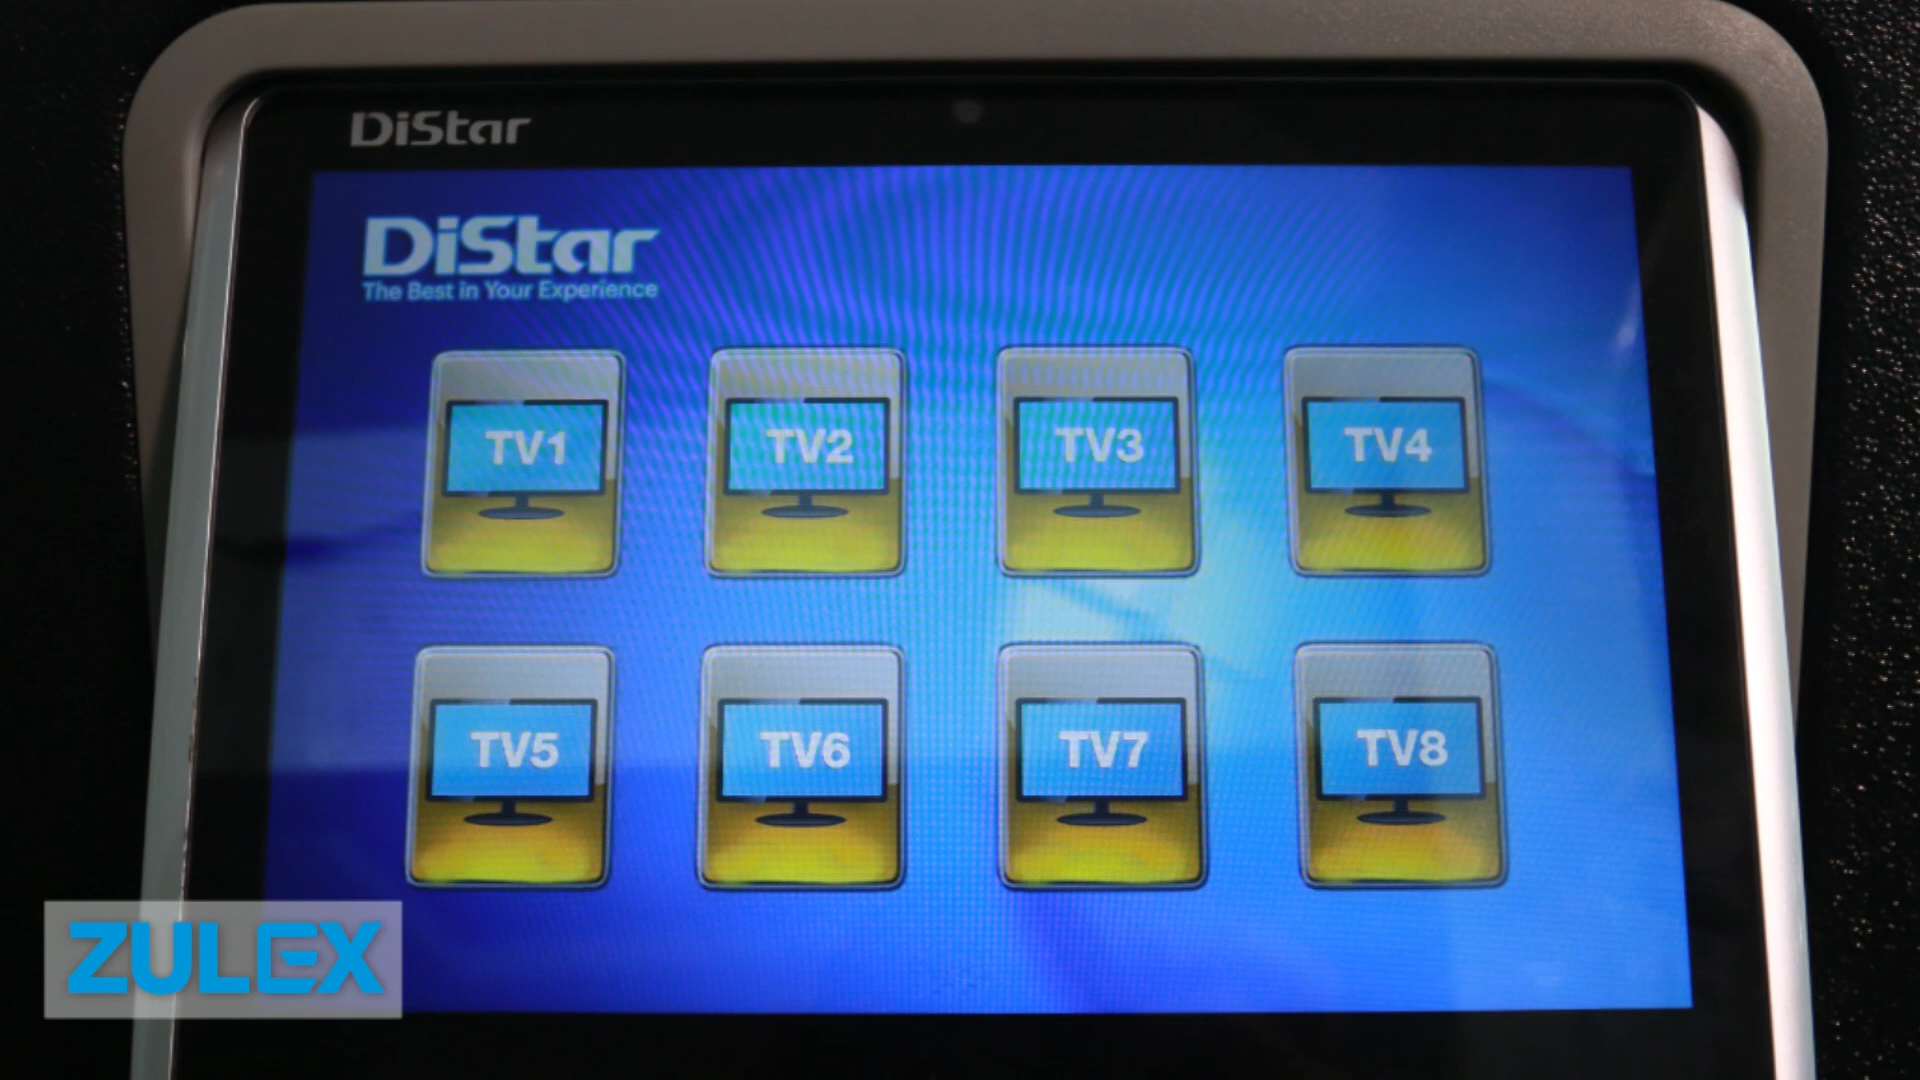 DiStar
DiStar
The Best in Your Experience
TV1 TV2 TV3 TV4
TV5 TV6 TV7 TV8
ZULEX